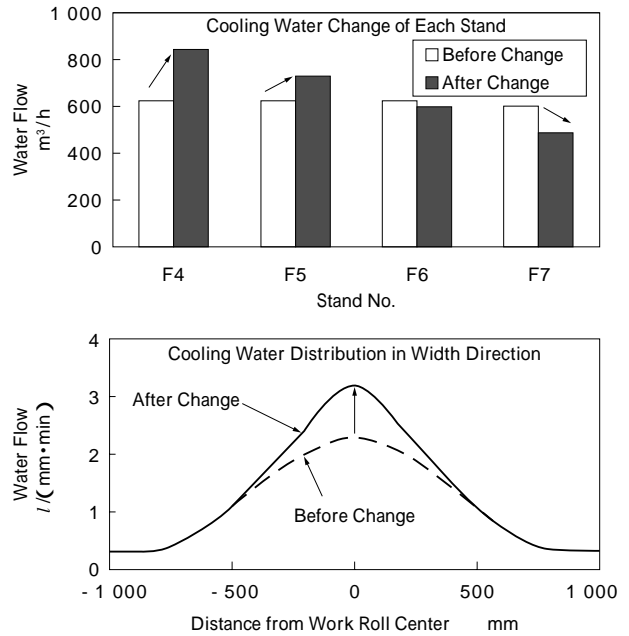 Cooling Water Change of Each Stand
Before Change
After Change
Water Flow
m³/h
1 000
800
600
400
200
0
F4 F5 F6 F7
Stand No.
Cooling Water Distribution in Width Direction
After Change
Before Change
Water Flow
l/(mm•min)
4
3
2
1
0
- 1 000 - 500 0 500 1 000
Distance from Work Roll Center mm